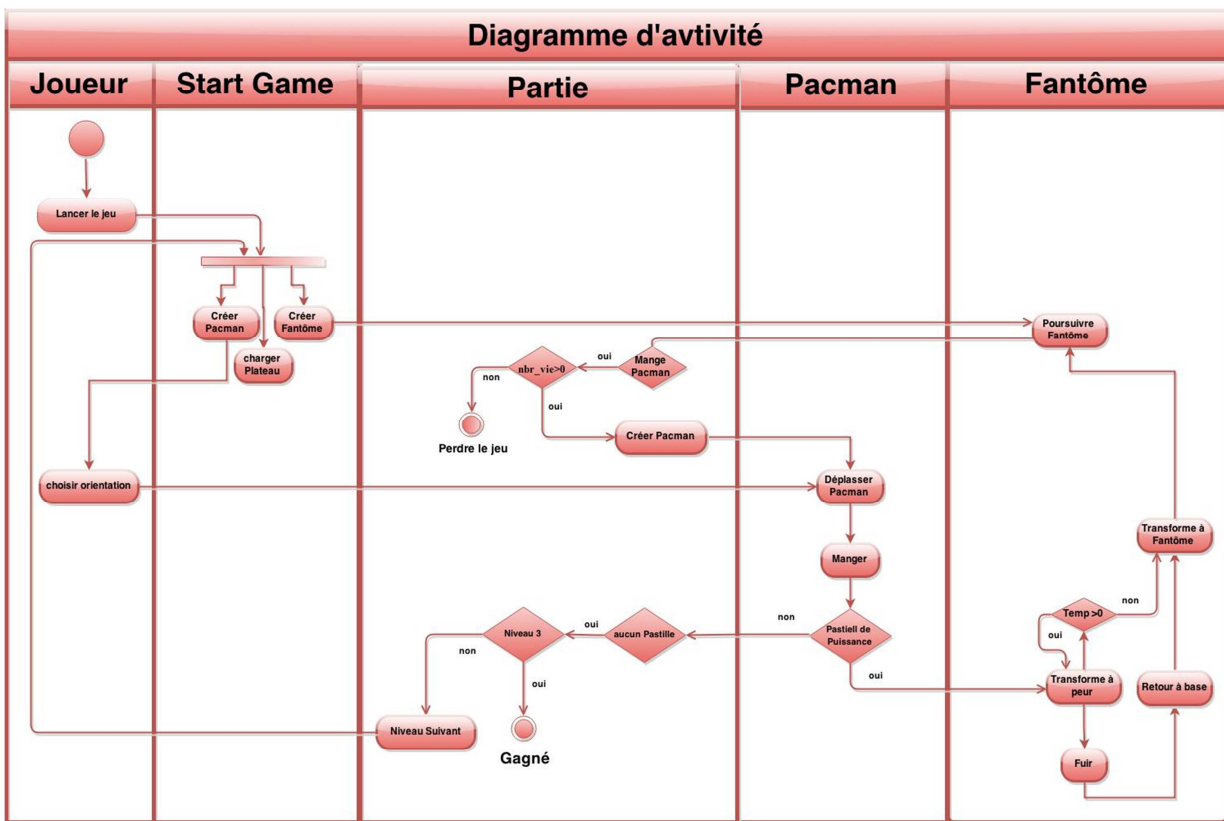 Diagramme d'avtivité
Joueur
Start Game
Partie
Pacman
Fantôme
Lancer le jeu
Créer
Pacman
Créer
Fantôme
charger
Plateau
Poursuivre
Fantôme
Mange
Pacman
oui
nbr_vie>0
non
oui
Perdre le jeu
Créer Pacman
choisir orientation
Déplasser
Pacman
Manger
Pastiell de
Puissance
non
oui
aucun Pastille
oui
Niveau 3
non
oui
Niveau Suivant
Gagné
Transforme à
Fantôme
Temp >0
non
oui
Transforme à
peur
Retour à base
Fuir